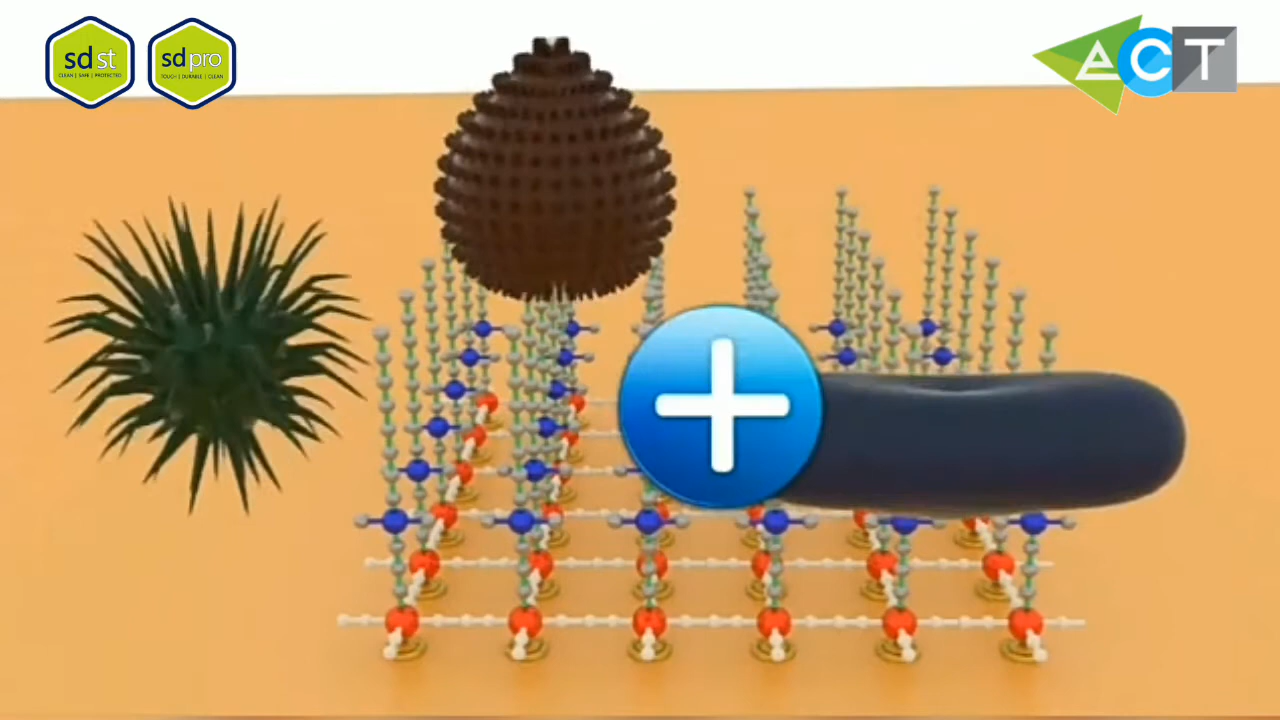 sd st
CLEAN | SAFE | PROTECTED
sd pro
TOUGH | DURABLE | CLEAN
ACT